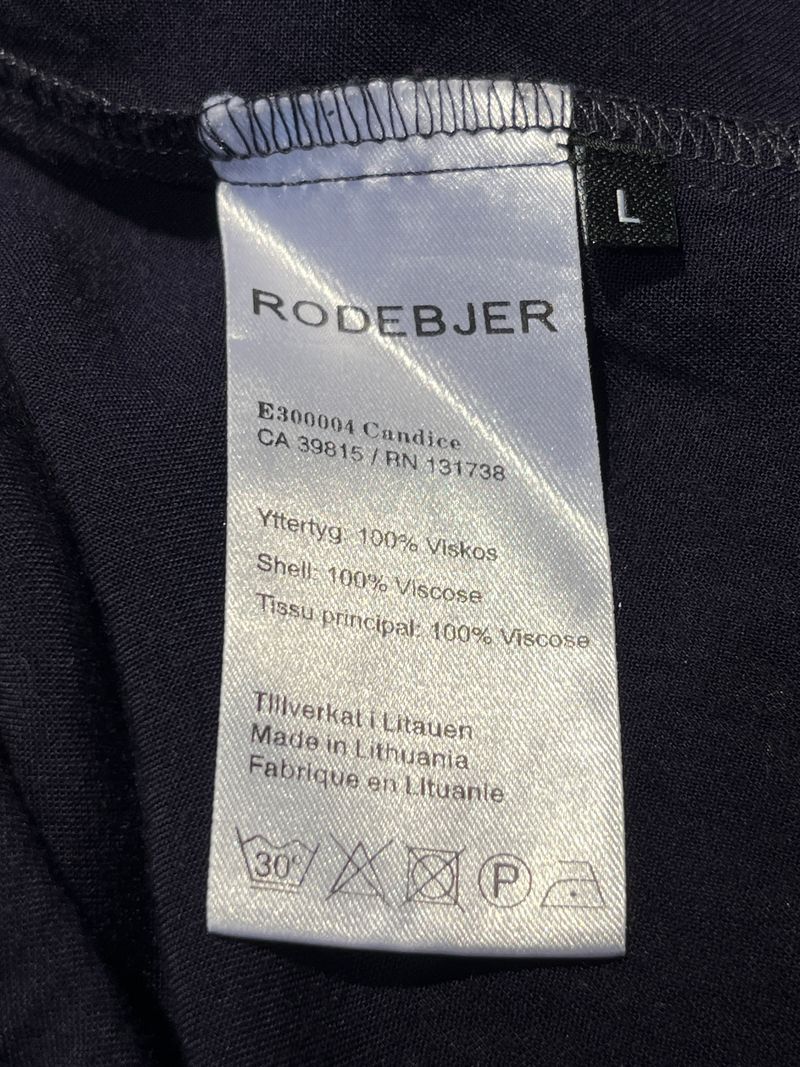 L
RODEBJER
E300004 Candice
CA 39815 / RN 131738
Yttertyg: 100% Viskos
Shell: 100% Viscose
Tissu principal: 100% Viscose
Tillverkat i Litauen
Made in Lithuania
Fabrique en Lituanie
30° P